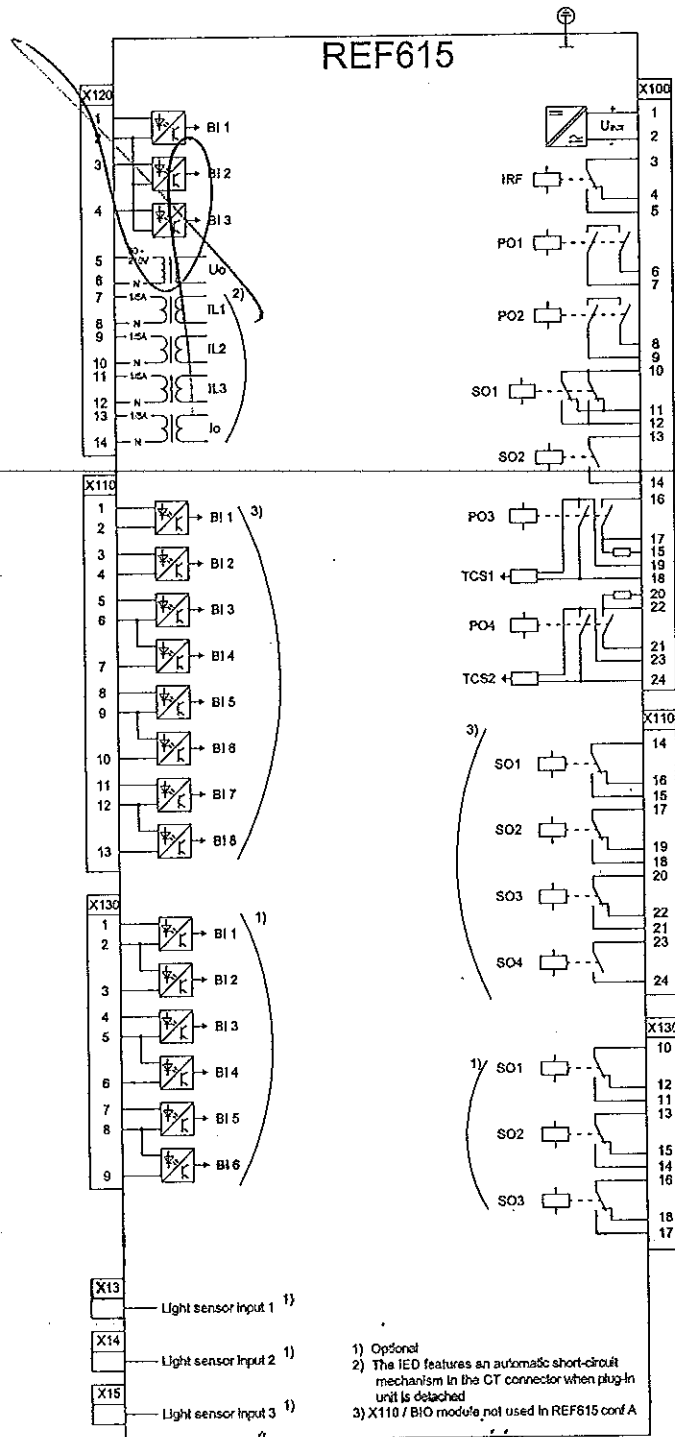 REF615
X120
1
2
3
4
5
6
7
8
9
10
11
12
13
14
BI 1
BI 2
BI 3
Uo
N
1/5A
IL1
2)
N
1/5A
IL2
N
1/5A
IL3
N
1/5A
Io
N
X110
1
2
3
4
5
6
7
8
9
10
11
12
13
BI 1
BI 2
BI 3
BI 4
BI 5
BI 6
BI 7
BI 8
3)
X130
1
2
3
4
5
6
7
8
9
BI 1
BI 2
BI 3
BI 4
BI 5
BI 6
1)
X13
Light sensor input 1 1)
X14
Light sensor input 2 1)
X15
Light sensor input 3 1)
X100
1
2
3
4
5
6
7
8
9
10
11
12
13
14
16
17
15
19
18
20
22
21
23
24
IRF
PO1
PO2
SO1
SO2
PO3
TCS1
PO4
TCS2
X110
14
16
15
17
19
18
20
22
21
23
24
3)
SO1
SO2
SO3
SO4
X130
10
12
11
13
15
14
16
18
17
1)
SO1
SO2
SO3
1) Optional
2) The IED features an automatic short-circuit
mechanism in the CT connector when plug-in
unit is detached
3) X110 / BIO module not used in REF615 conf A